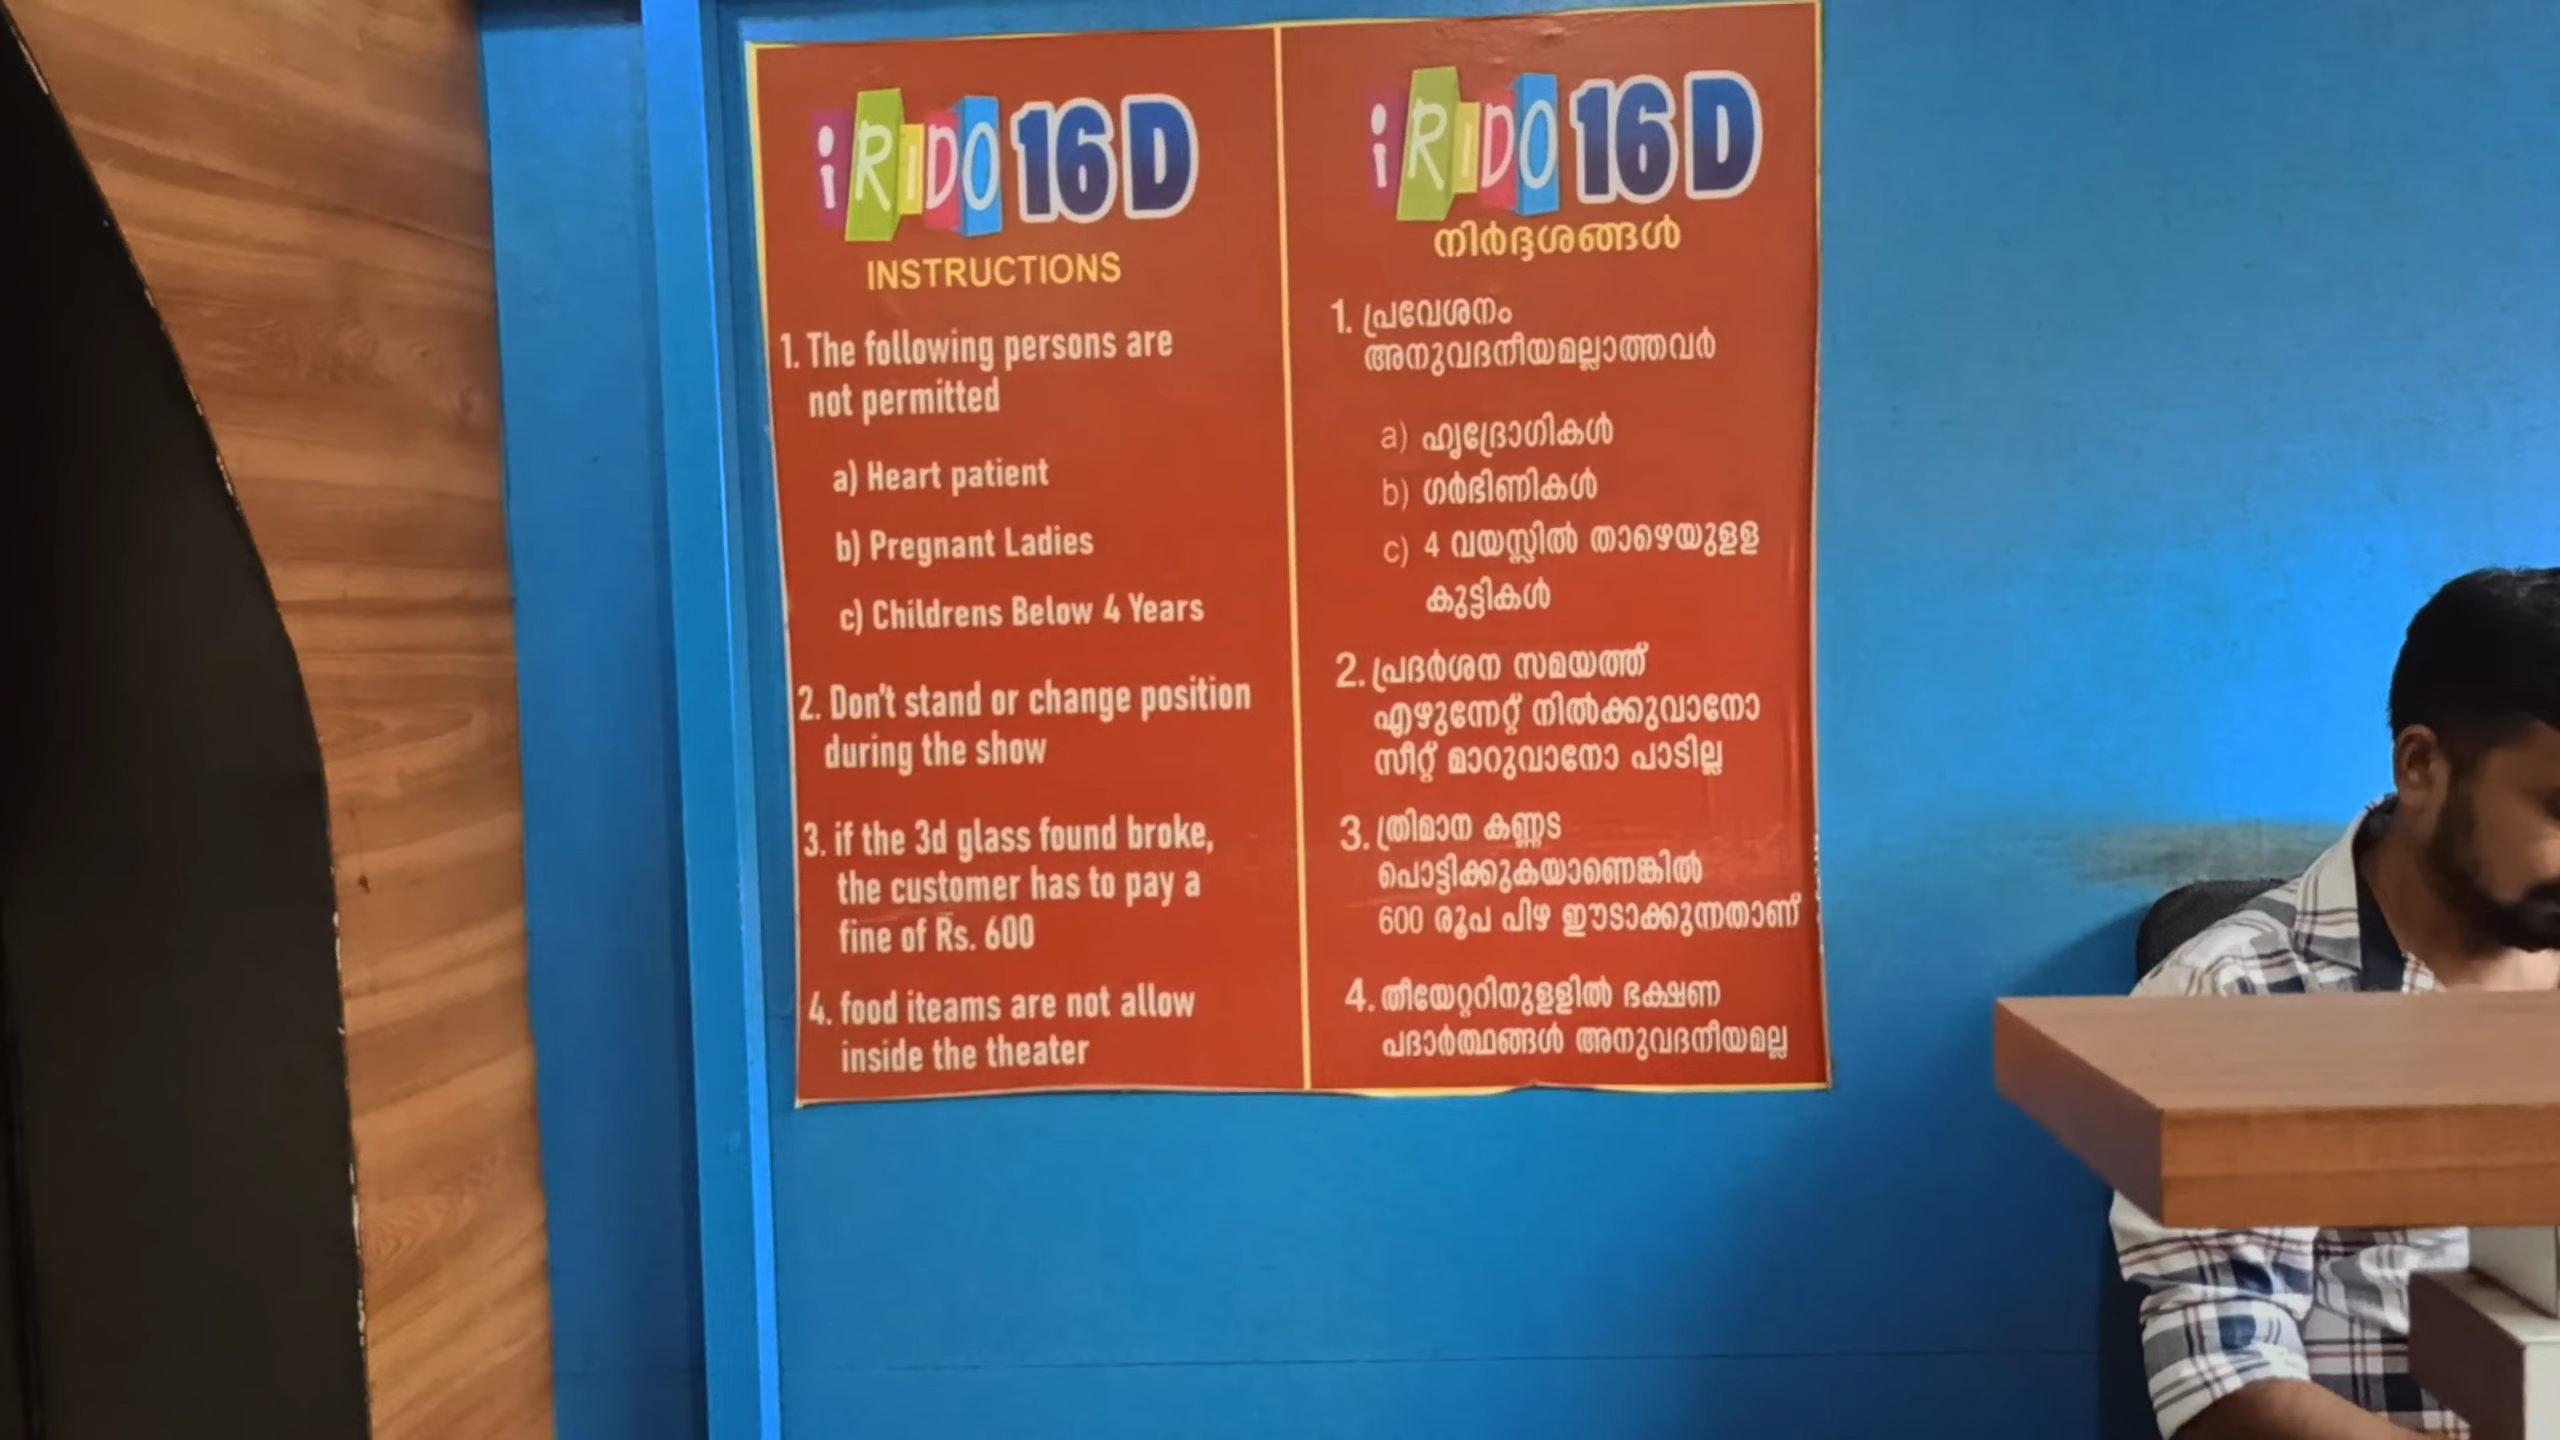 iRiDO 16D
INSTRUCTIONS
1. The following persons are
not permitted
a) Heart patient
b) Pregnant Ladies
c) Childrens Below 4 Years
2. Don't stand or change position
during the show
3. if the 3d glass found broke,
the customer has to pay a
fine of Rs. 600
4. food iteams are not allow
inside the theater
iRiDO 16D
നിർദ്ദശങ്ങൾ
1. പ്രവേശനം
അനുവദനീയമല്ലാത്തവർ
a) ഹൃദ്രോഗികൾ
b) ഗർഭിണികൾ
c) 4 വയസ്സിൽ താഴെയുളള
കുട്ടികൾ
2. പ്രദർശന സമയത്ത്
എഴുന്നേറ്റ് നിൽക്കുവാനോ
സീറ്റ് മാറുവാനോ പാടില്ല
3. ത്രിമാന കണ്ണട
പൊട്ടിക്കുകയാണെങ്കിൽ
600 രൂപ പിഴ ഈടാക്കുന്നതാണ്
4. തീയേറ്ററിനുളളിൽ ഭക്ഷണ
പദാർത്ഥങ്ങൾ അനുവദനീയമല്ല